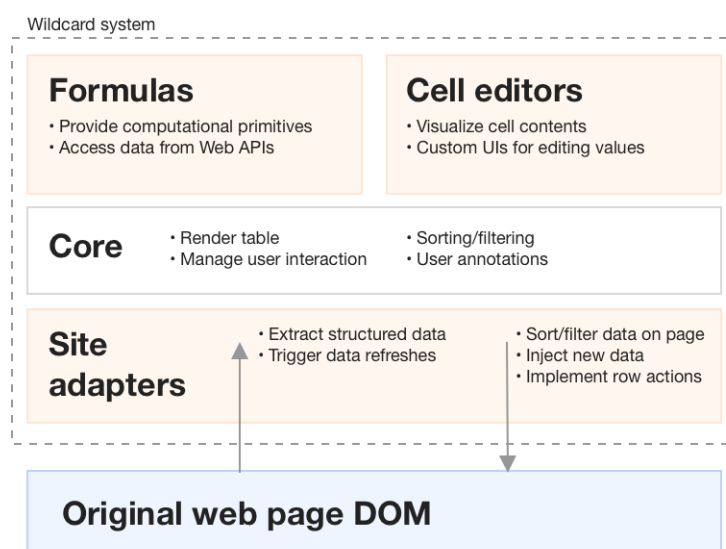 Wildcard system
Formulas
• Provide computational primitives
• Access data from Web APIs
Cell editors
• Visualize cell contents
• Custom UIs for editing values
Core
• Render table
• Manage user interaction
• Sorting/filtering
• User annotations
Site
adapters
• Extract structured data
• Trigger data refreshes
• Sort/filter data on page
• Inject new data
• Implement row actions
Original web page DOM